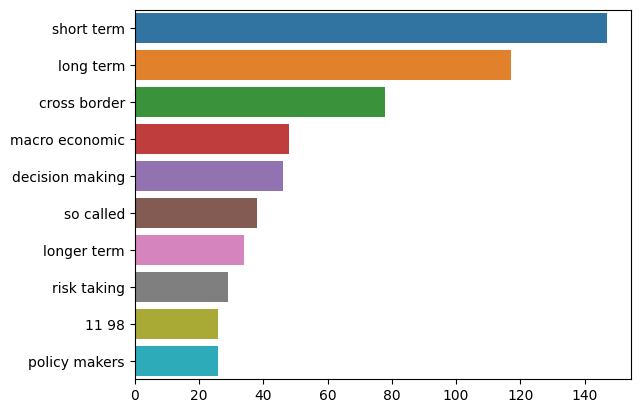 short term
long term
cross border
macro economic
decision making
so called
longer term
risk taking
11 98
policy makers
0 20 40 60 80 100 120 140